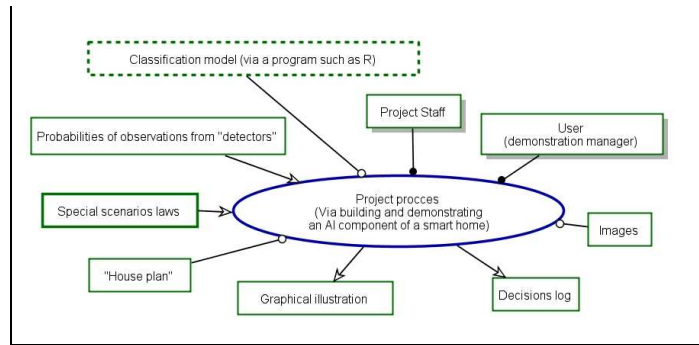 Classification model (via a program such as R)
Project Staff
User
(demonstration manager)
Probabilities of observations from "detectors"
Special scenarios laws
Project procces
(Via building and demonstrating
an AI component of a smart home)
Images
"House plan"
Graphical illustration
Decisions log